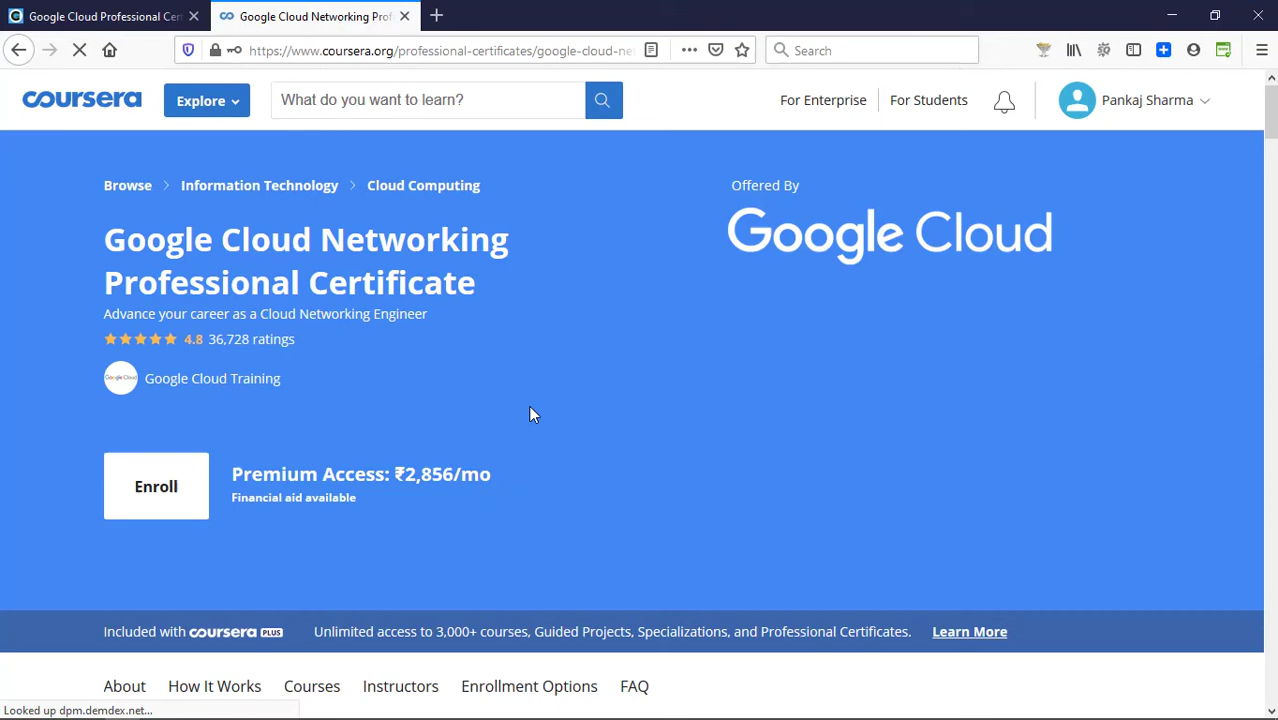 Google Cloud Professional Cer
Google Cloud Networking Prof
https://www.coursera.org/professional-certificates/google-cloud-ne
Search
coursera
Explore
What do you want to learn?
For Enterprise
For Students
Pankaj Sharma
Browse
Information Technology
Cloud Computing
Offered By
Google Cloud
Google Cloud Networking
Professional Certificate
Advance your career as a Cloud Networking Engineer
4.8 36,728 ratings
Google Cloud
Google Cloud Training
Enroll
Premium Access: ₹2,856/mo
Financial aid available
Included with coursera PLUS
Unlimited access to 3,000+ courses, Guided Projects, Specializations, and Professional Certificates.
Learn More
About
How It Works
Courses
Instructors
Enrollment Options
FAQ
Looked up dpm.demdex.net...